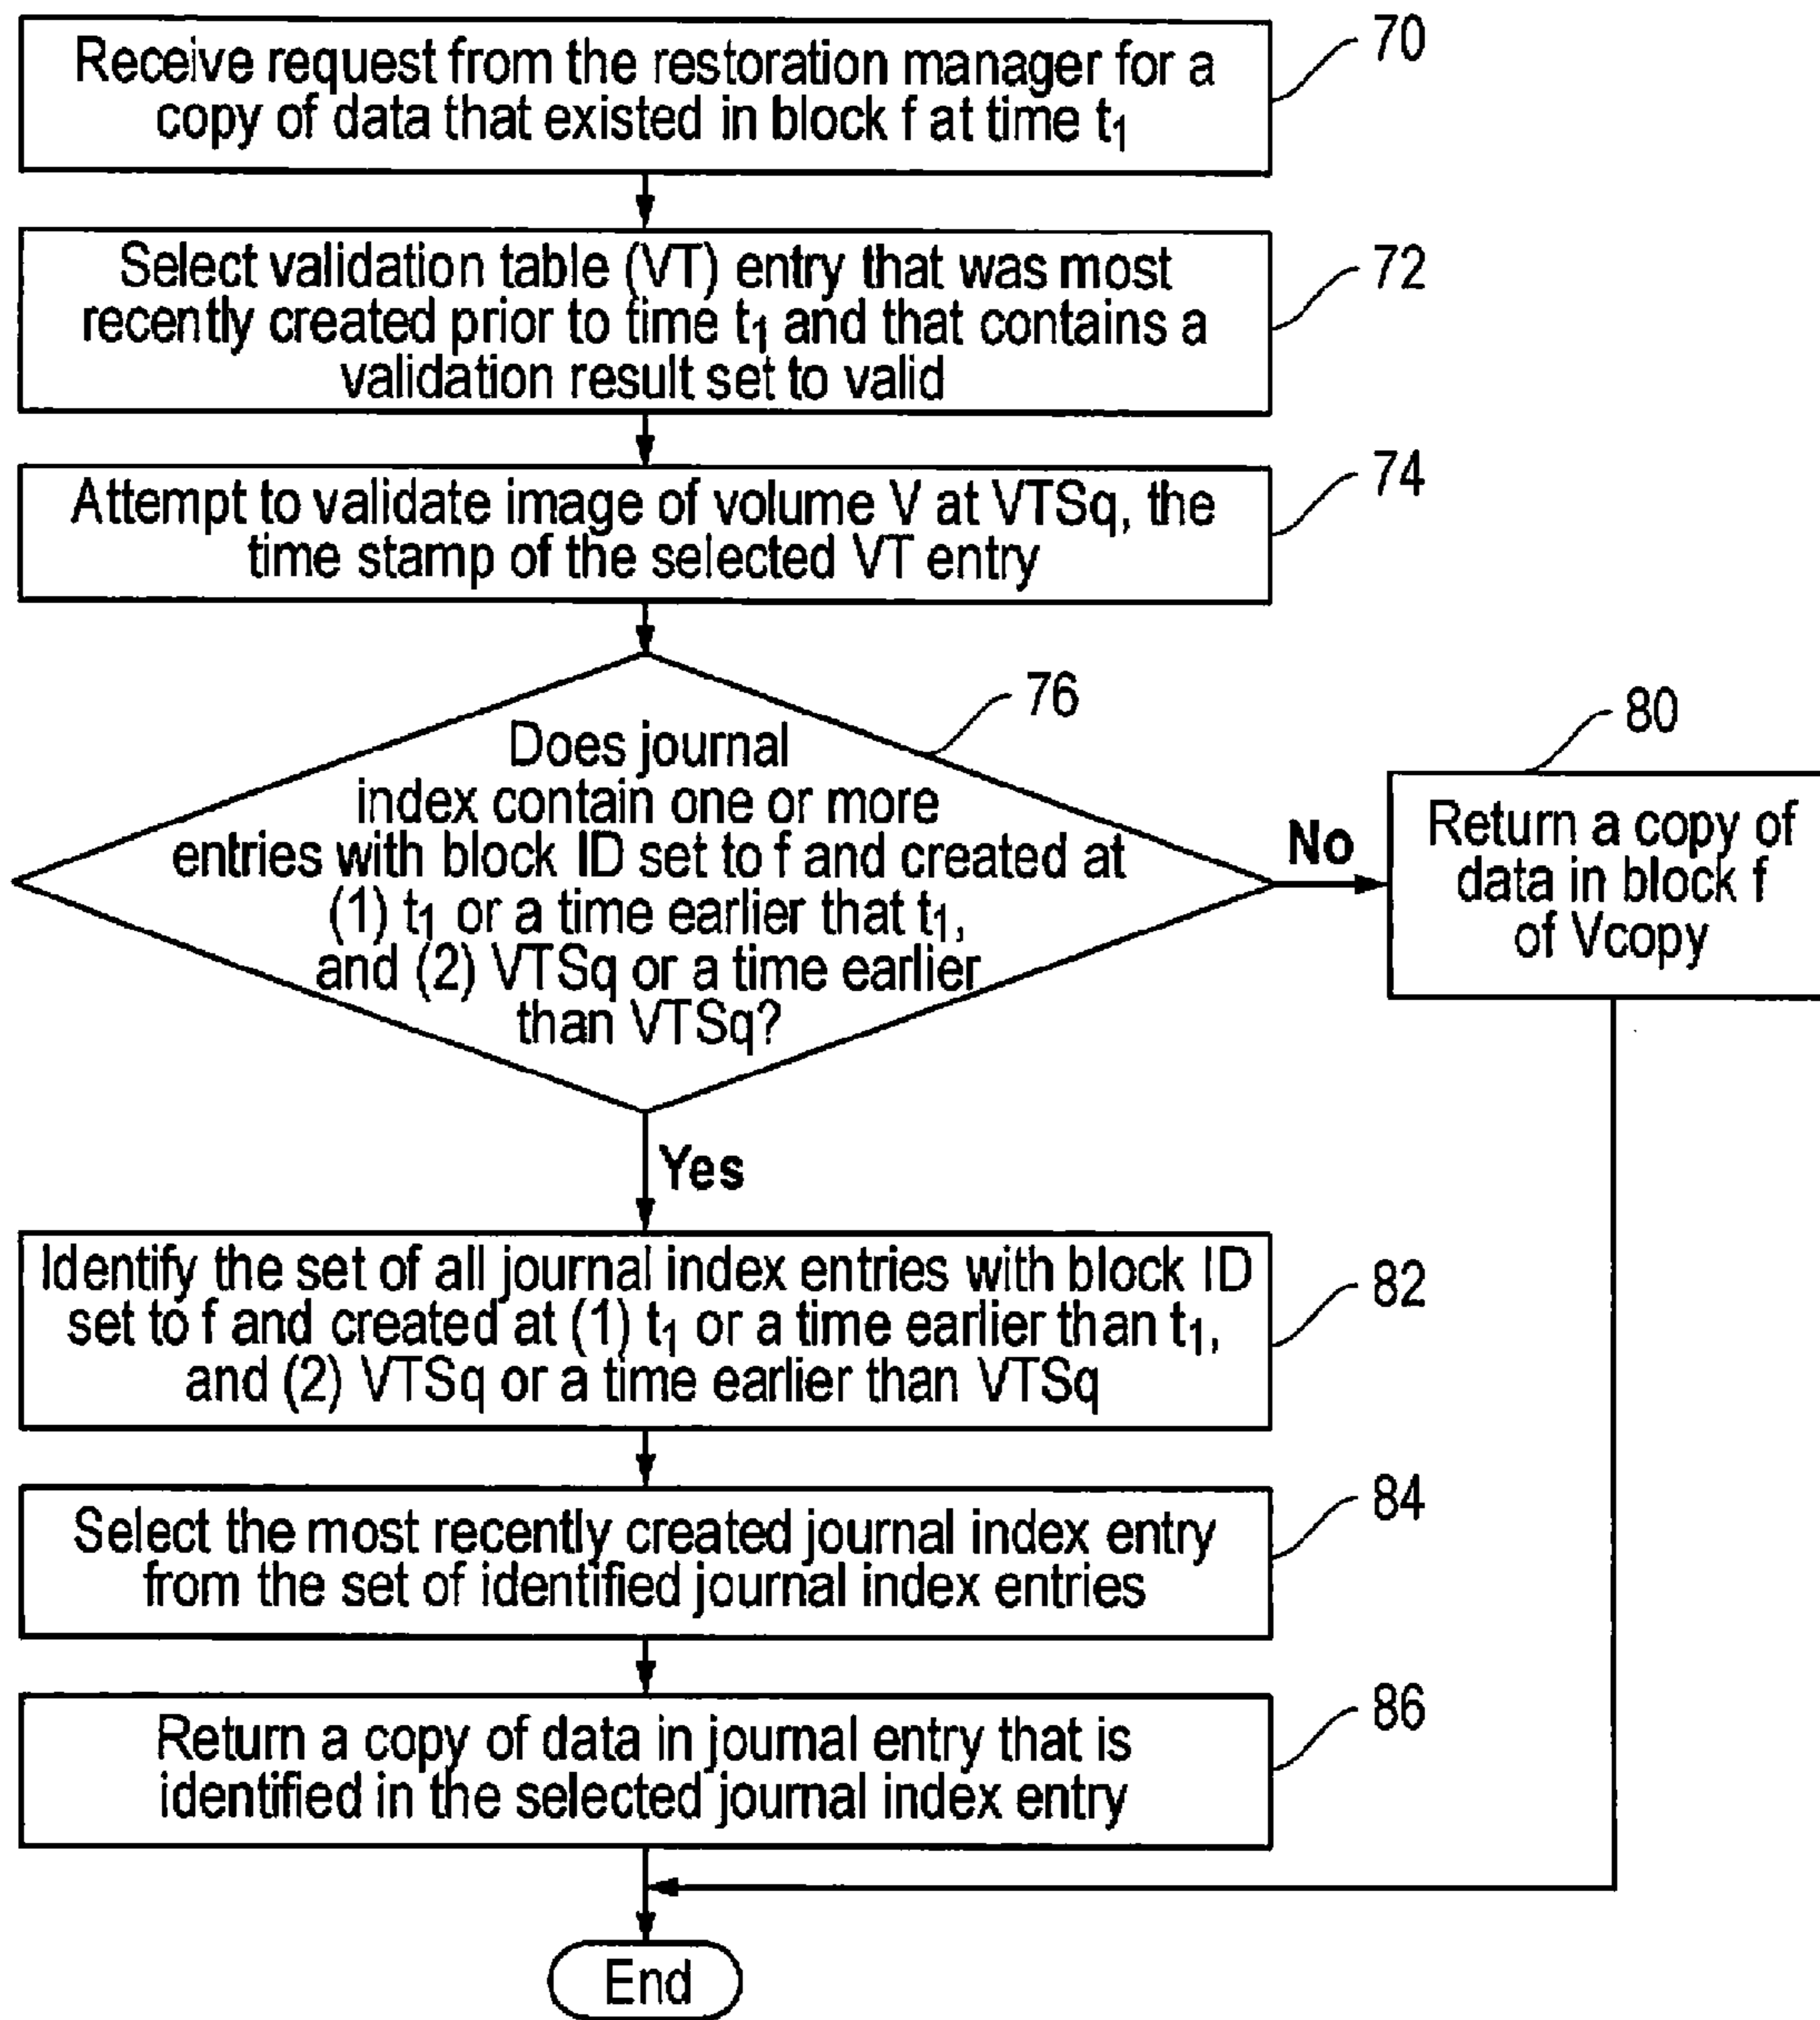 Receive request from the restoration manager for a
copy of data that existed in block f at time t₁
70
Select validation table (VT) entry that was most
recently created prior to time t₁ and that contains a
validation result set to valid
72
Attempt to validate image of volume V at VTSq, the
time stamp of the selected VT entry
74
Does journal
index contain one or more
entries with block ID set to f and created at
(1) t₁ or a time earlier that t₁,
and (2) VTSq or a time earlier
than VTSq?
76
No
80
Return a copy of
data in block f
of Vcopy
Yes
Identify the set of all journal index entries with block ID
set to f and created at (1) t₁ or a time earlier than t₁,
and (2) VTSq or a time earlier than VTSq
82
Select the most recently created journal index entry
from the set of identified journal index entries
84
Return a copy of data in journal entry that is
identified in the selected journal index entry
86
End